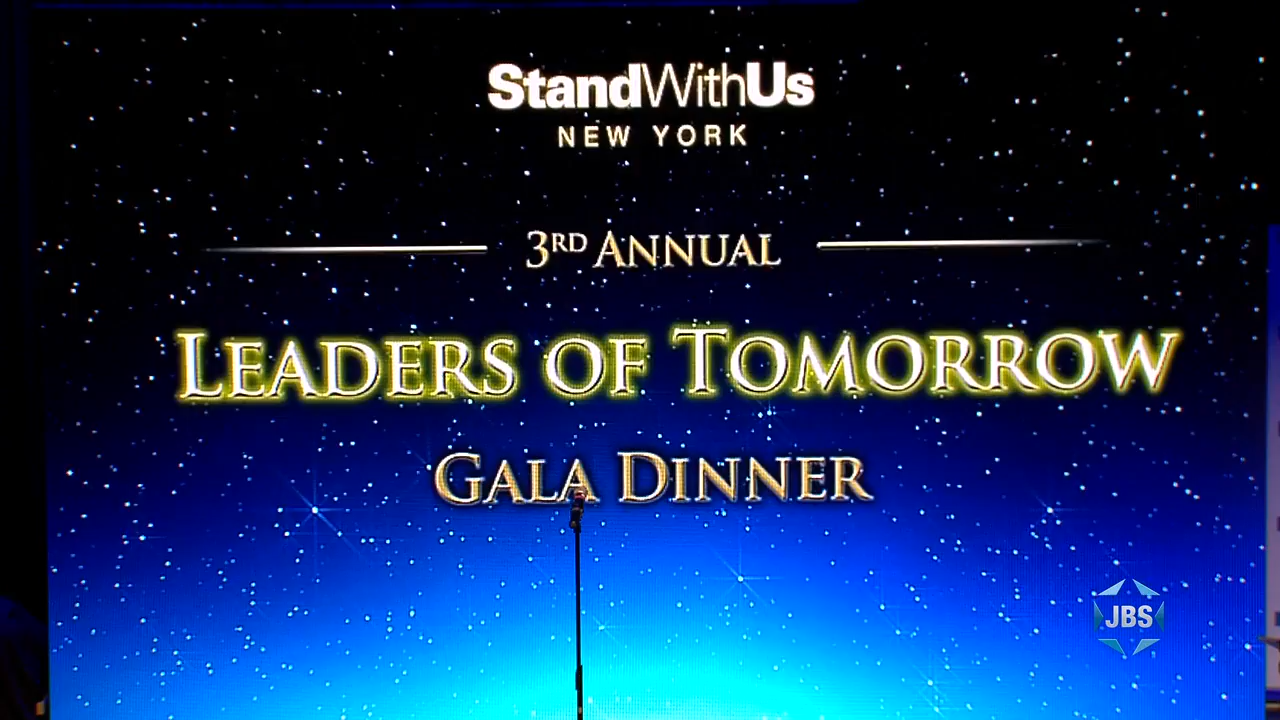 StandWithUs
NEW YORK
3RD ANNUAL
LEADERS OF TOMORROW
GALA DINNER
JBS